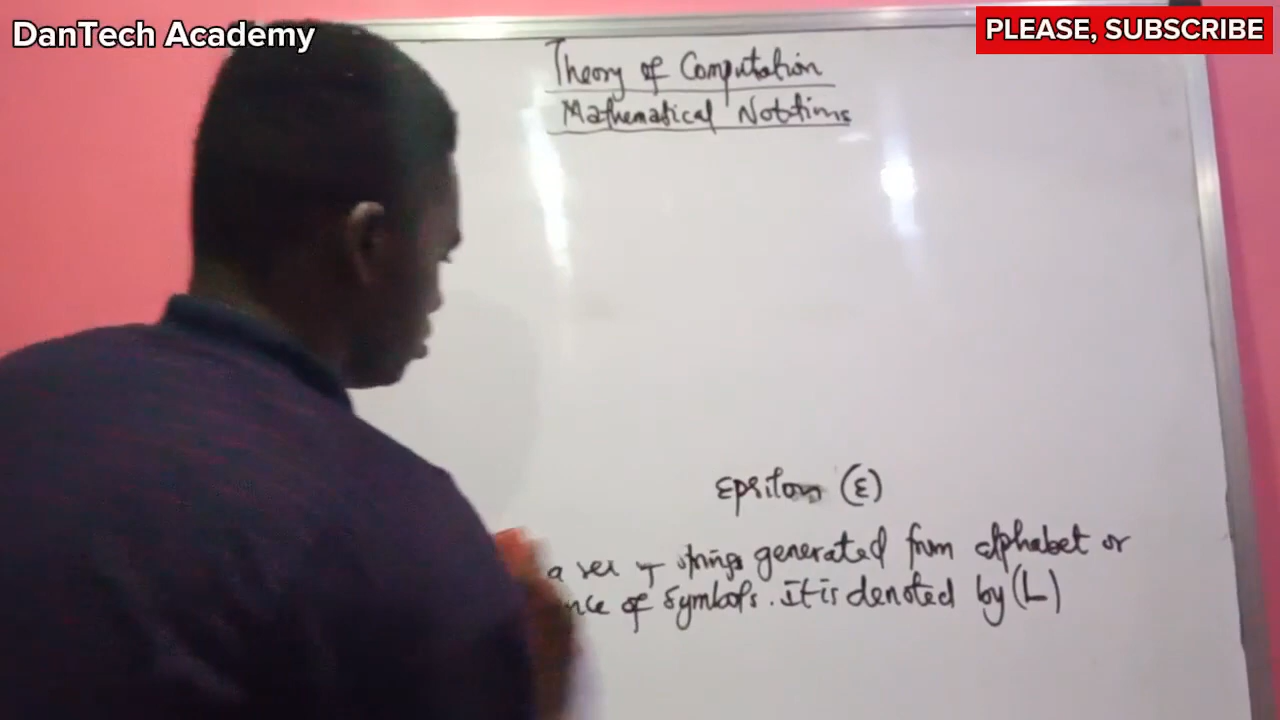 DanTech Academy
PLEASE, SUBSCRIBE
Theory of Computation
Mathematical Notations
Epsilon (ε)
a set of strings generated from alphabet or
nce of symbols. It is denoted by (L)